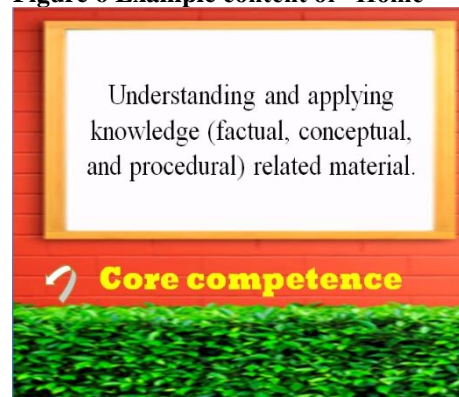 Figure 6 Example content of "Home"
Understanding and applying
knowledge (factual, conceptual,
and procedural) related material.
Core competence